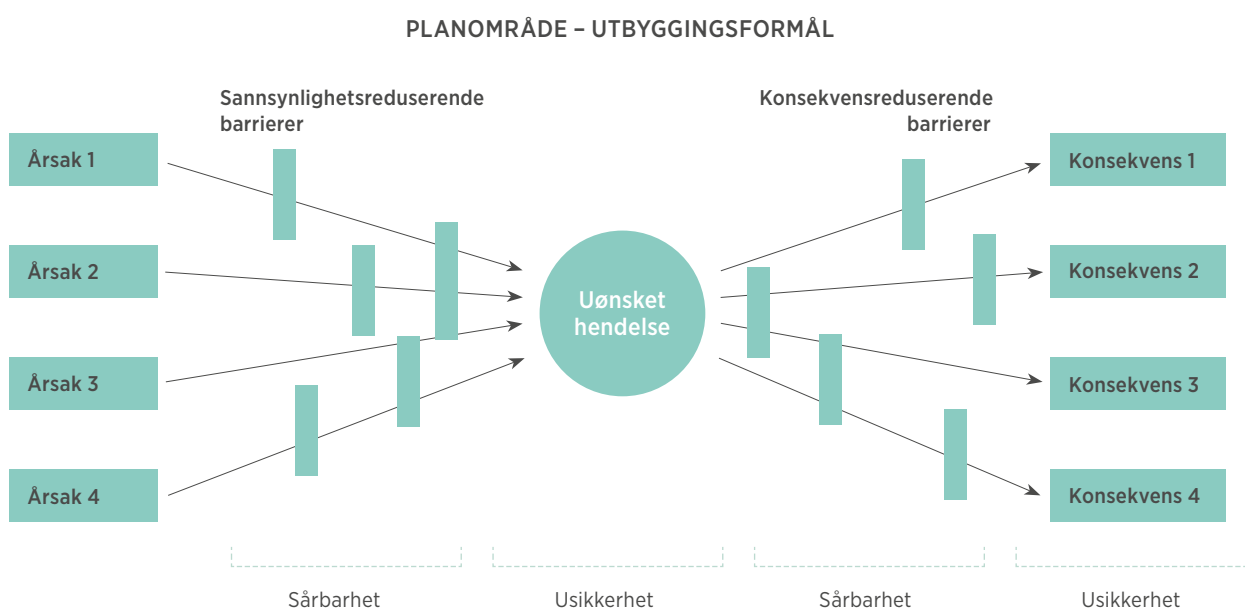 PLANOMRÅDE – UTBYGGINGSFORMÅL
Sannsynlighetsreduserende
barrierer
Konsekvensreduserende
barrierer
Årsak 1
Årsak 2
Årsak 3
Årsak 4
Uønsket
hendelse
Konsekvens 1
Konsekvens 2
Konsekvens 3
Konsekvens 4
Sårbarhet
Usikkerhet
Sårbarhet
Usikkerhet